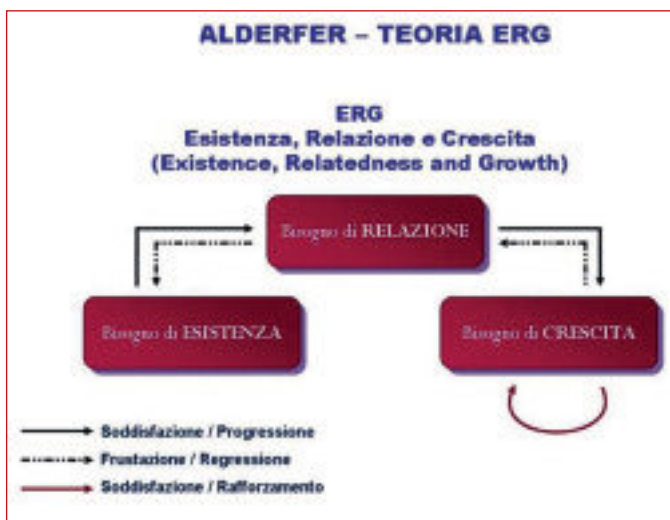 ALDERFER – TEORIA ERG
ERG
Esistenza, Relazione e Crescita
(Existence, Relatedness and Growth)
Bisogno di RELAZIONE
Bisogno di ESISTENZA
Bisogno di CRESCITA
Soddisfazione / Progressione
Frustazione / Regressione
Soddisfazione / Rafforzamento